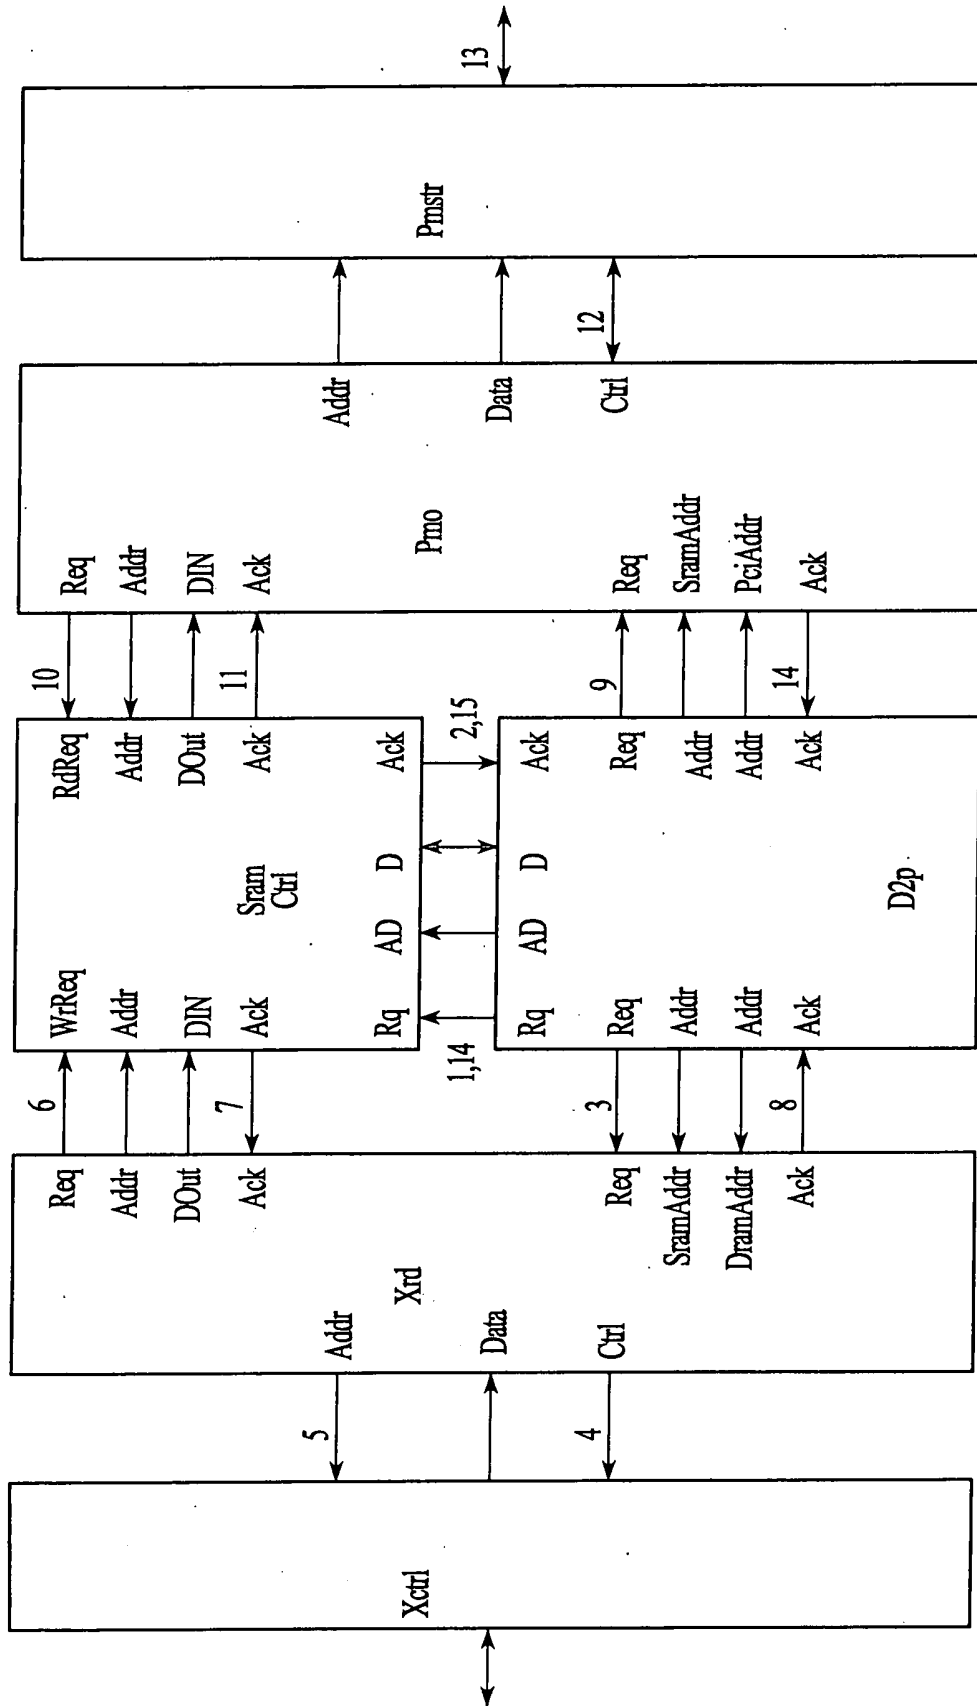 Xctrl
5
4
Addr
Data
Ctrl
Xrd
Req
Addr
DOut
Ack
Req
SramAddr
DramAddr
Ack
6
7
3
8
WrReq
Addr
DIN
Ack
Sram
Ctrl
RdReq
Addr
DOut
Ack
Rq
AD
D
Ack
1,14
2,15
Rq
AD
D
Ack
Req
Addr
Addr
Ack
D2p
Req
Addr
Addr
Ack
10
11
9
14
Req
Addr
DIN
Ack
Pmo
Req
SramAddr
PciAddr
Ack
Addr
Data
Ctrl
12
Pmstr
13